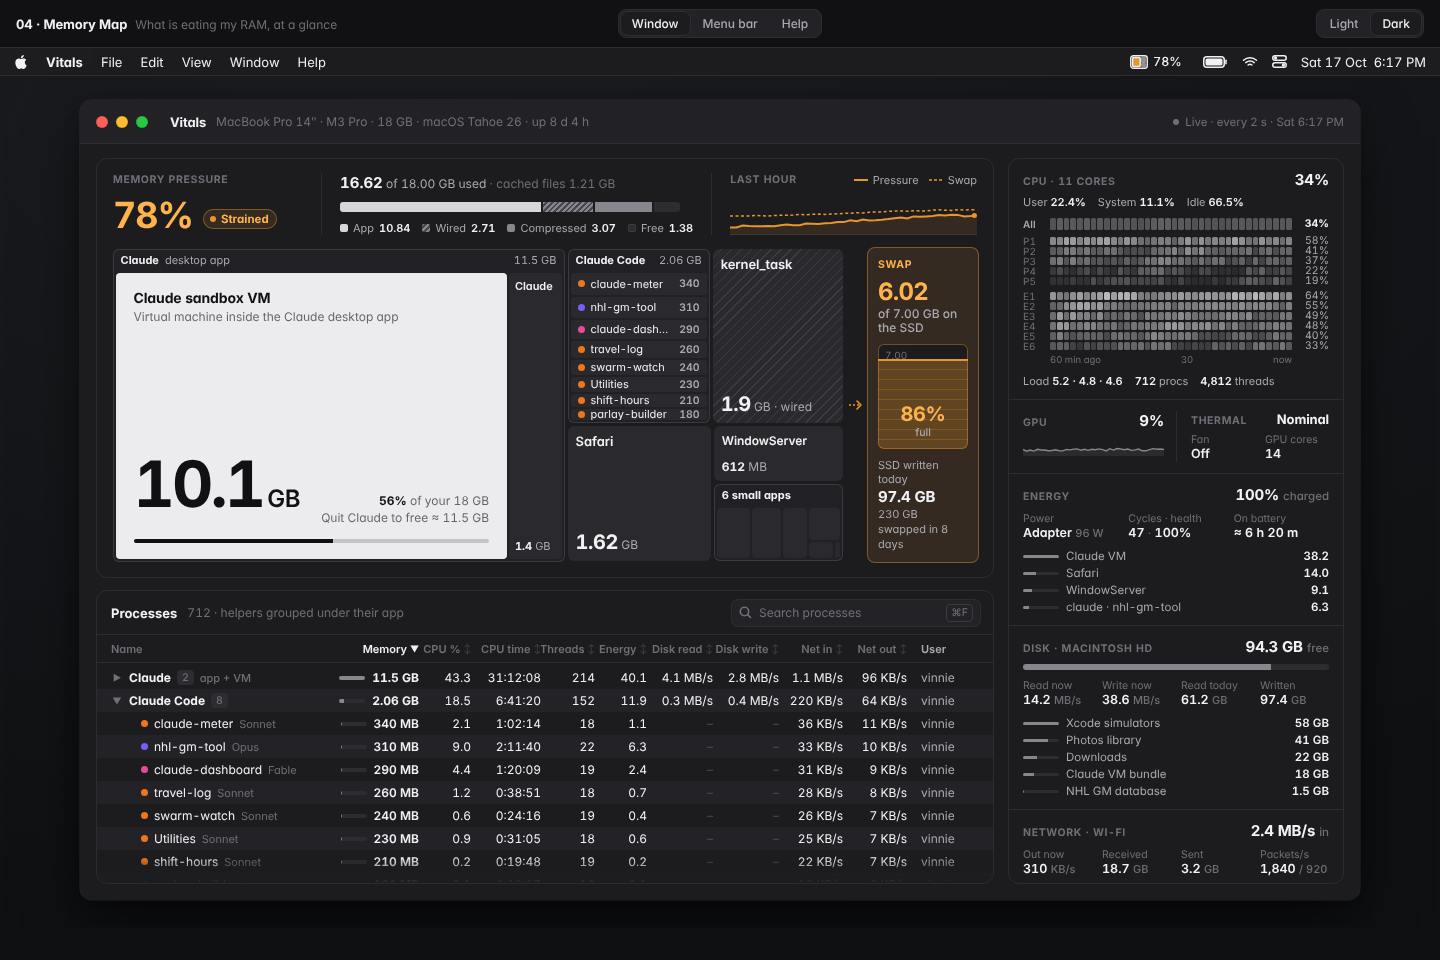 04 · Memory Map What is eating my RAM, at a glance
Window Menu bar Help
Light Dark
Vitals File Edit View Window Help
78% Sat 17 Oct 6:17 PM
Vitals MacBook Pro 14" · M3 Pro · 18 GB · macOS Tahoe 26 · up 8 d 4 h
Live · every 2 s · Sat 6:17 PM
MEMORY PRESSURE
78% Strained
16.62 of 18.00 GB used · cached files 1.21 GB
App 10.84 Wired 2.71 Compressed 3.07 Free 1.38
LAST HOUR Pressure Swap
Claude desktop app 11.5 GB
Claude sandbox VM
Virtual machine inside the Claude desktop app
10.1 GB
56% of your 18 GB
Quit Claude to free ≈ 11.5 GB
Claude
1.4 GB
Claude Code 2.06 GB
claude-meter 340
nhl-gm-tool 310
claude-dash... 290
travel-log 260
swarm-watch 240
Utilities 230
shift-hours 210
parlay-builder 180
Safari
1.62 GB
kernel_task
1.9 GB · wired
WindowServer
612 MB
6 small apps
SWAP
6.02
of 7.00 GB on
the SSD
7.00
86%
full
SSD written
today
97.4 GB
230 GB
swapped in 8
days
Processes 712 · helpers grouped under their app
Search processes ⌘F
Name Memory ▼ CPU % CPU time Threads Energy Disk read Disk write Net in Net out User
Claude 2 app + VM 11.5 GB 43.3 31:12:08 214 40.1 4.1 MB/s 2.8 MB/s 1.1 MB/s 96 KB/s vinnie
Claude Code 8 2.06 GB 18.5 6:41:20 152 11.9 0.3 MB/s 0.4 MB/s 220 KB/s 64 KB/s vinnie
claude-meter Sonnet 340 MB 2.1 1:02:14 18 1.1 – – 36 KB/s 11 KB/s vinnie
nhl-gm-tool Opus 310 MB 9.0 2:11:40 22 6.3 – – 33 KB/s 10 KB/s vinnie
claude-dashboard Fable 290 MB 4.4 1:20:09 19 2.4 – – 31 KB/s 9 KB/s vinnie
travel-log Sonnet 260 MB 1.2 0:38:51 18 0.7 – – 28 KB/s 8 KB/s vinnie
swarm-watch Sonnet 240 MB 0.6 0:24:16 19 0.4 – – 26 KB/s 7 KB/s vinnie
Utilities Sonnet 230 MB 0.9 0:31:05 18 0.6 – – 25 KB/s 7 KB/s vinnie
shift-hours Sonnet 210 MB 0.2 0:19:48 19 0.2 – – 22 KB/s 7 KB/s vinnie
CPU · 11 CORES 34%
User 22.4% System 11.1% Idle 66.5%
All 34%
P1 58%
P2 41%
P3 37%
P4 22%
P5 19%
E1 64%
E2 55%
E3 49%
E4 48%
E5 40%
E6 33%
60 min ago 30 now
Load 5.2 · 4.8 · 4.6 712 procs 4,812 threads
GPU 9%
THERMAL Nominal
Fan GPU cores
Off 14
ENERGY 100% charged
Power Cycles · health On battery
Adapter 96 W 47 · 100% ≈ 6 h 20 m
Claude VM 38.2
Safari 14.0
WindowServer 9.1
claude · nhl-gm-tool 6.3
DISK · MACINTOSH HD 94.3 GB free
Read now Write now Read today Written
14.2 MB/s 38.6 MB/s 61.2 GB 97.4 GB
Xcode simulators 58 GB
Photos library 41 GB
Downloads 22 GB
Claude VM bundle 18 GB
NHL GM database 1.5 GB
NETWORK · WI-FI 2.4 MB/s in
Out now Received Sent Packets/s
310 KB/s 18.7 GB 3.2 GB 1,840 / 920